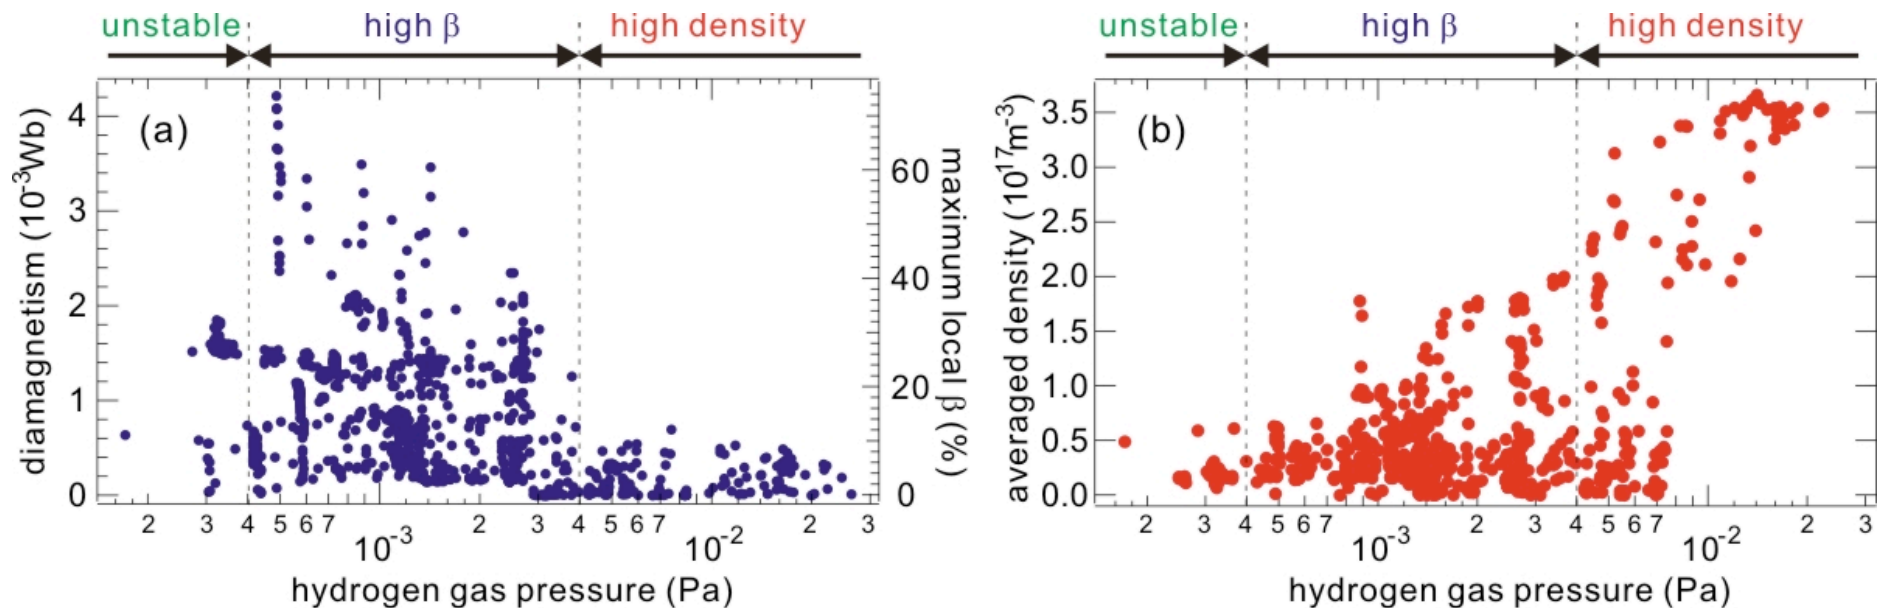 unstable high β high density
(a)
diamagnetism (10⁻³Wb)
4
3
2
1
0
maximum local β (%)
60
40
20
0
2 3 4 5 6 7 2 3 4 5 6 7 2 3
10⁻³ 10⁻²
hydrogen gas pressure (Pa)
unstable high β high density
(b)
averaged density (10¹⁷m⁻³)
3.5
3.0
2.5
2.0
1.5
1.0
0.5
0.0
2 3 4 5 6 7 2 3 4 5 6 7 2 3
10⁻³ 10⁻²
hydrogen gas pressure (Pa)